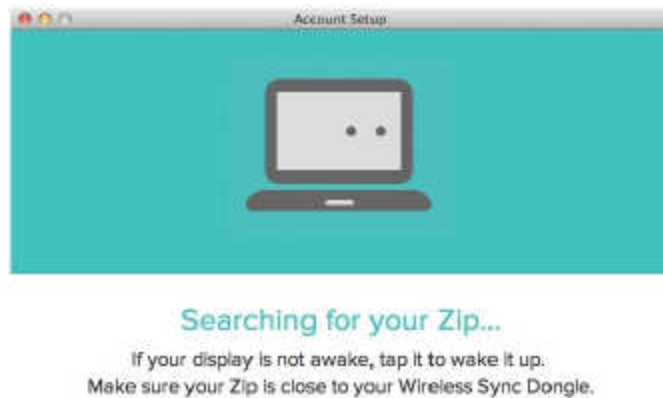 Account Setup
Searching for your Zip...
If your display is not awake, tap it to wake it up.
Make sure your Zip is close to your Wireless Sync Dongle.